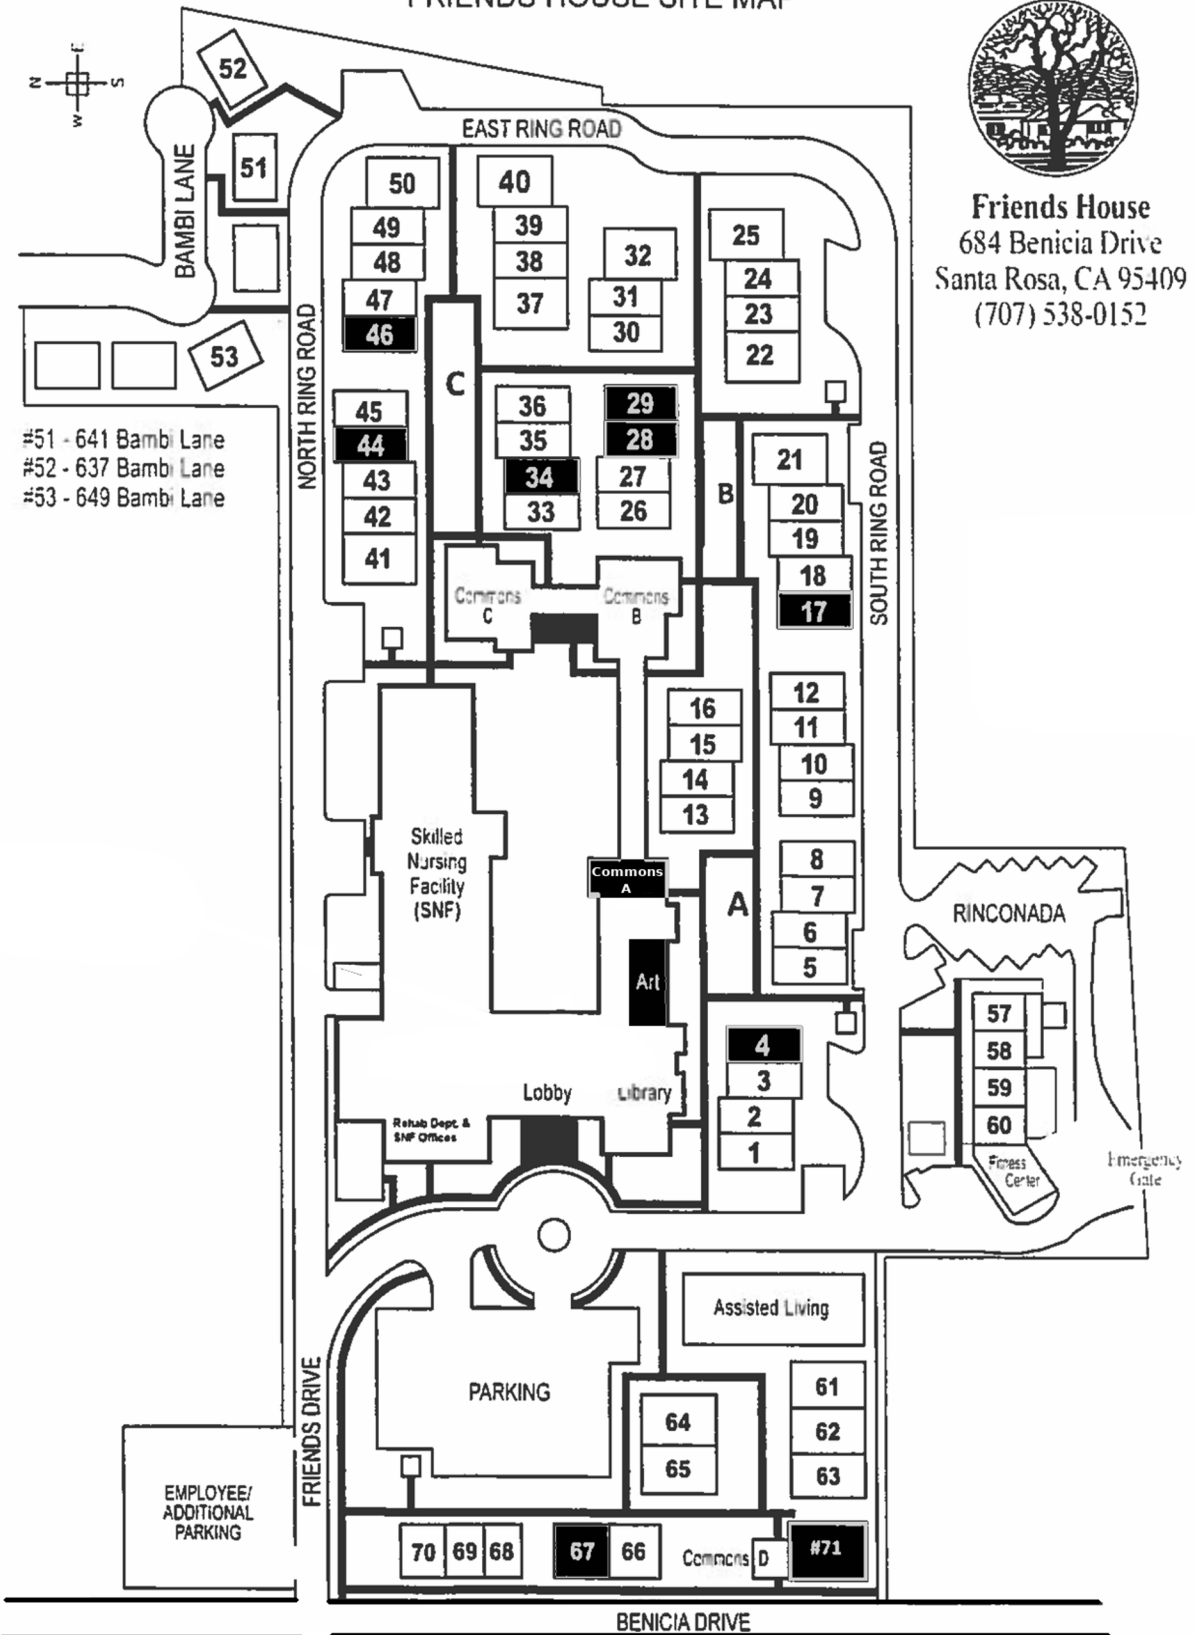 FRIENDS HOUSE SITE MAP
E
N S
W
Friends House
684 Benicia Drive
Santa Rosa, CA 95409
(707) 538-0152
52
51
53
BAMBI LANE
EAST RING ROAD
NORTH RING ROAD
SOUTH RING ROAD
#51 - 641 Bambi Lane
#52 - 637 Bambi Lane
#53 - 649 Bambi Lane
50
49
48
47
46
45
44
43
42
41
40
39
38
37
32
31
30
C
36
35
34
33
29
28
27
26
25
24
23
22
B
21
20
19
18
17
Commons
C
Commons
B
16
15
14
13
12
11
10
9
8
7
6
5
A
Skilled
Nursing
Facility
(SNF)
Commons
A
Art
4
3
2
1
Lobby
Library
Rehab Dept. &
SNF Offices
RINCONADA
57
58
59
60
Fitness
Center
Emergency
Gate
Assisted Living
PARKING
61
62
63
64
65
FRIENDS DRIVE
EMPLOYEE/
ADDITIONAL
PARKING
70 69 68
67 66
Commons D
#71
BENICIA DRIVE